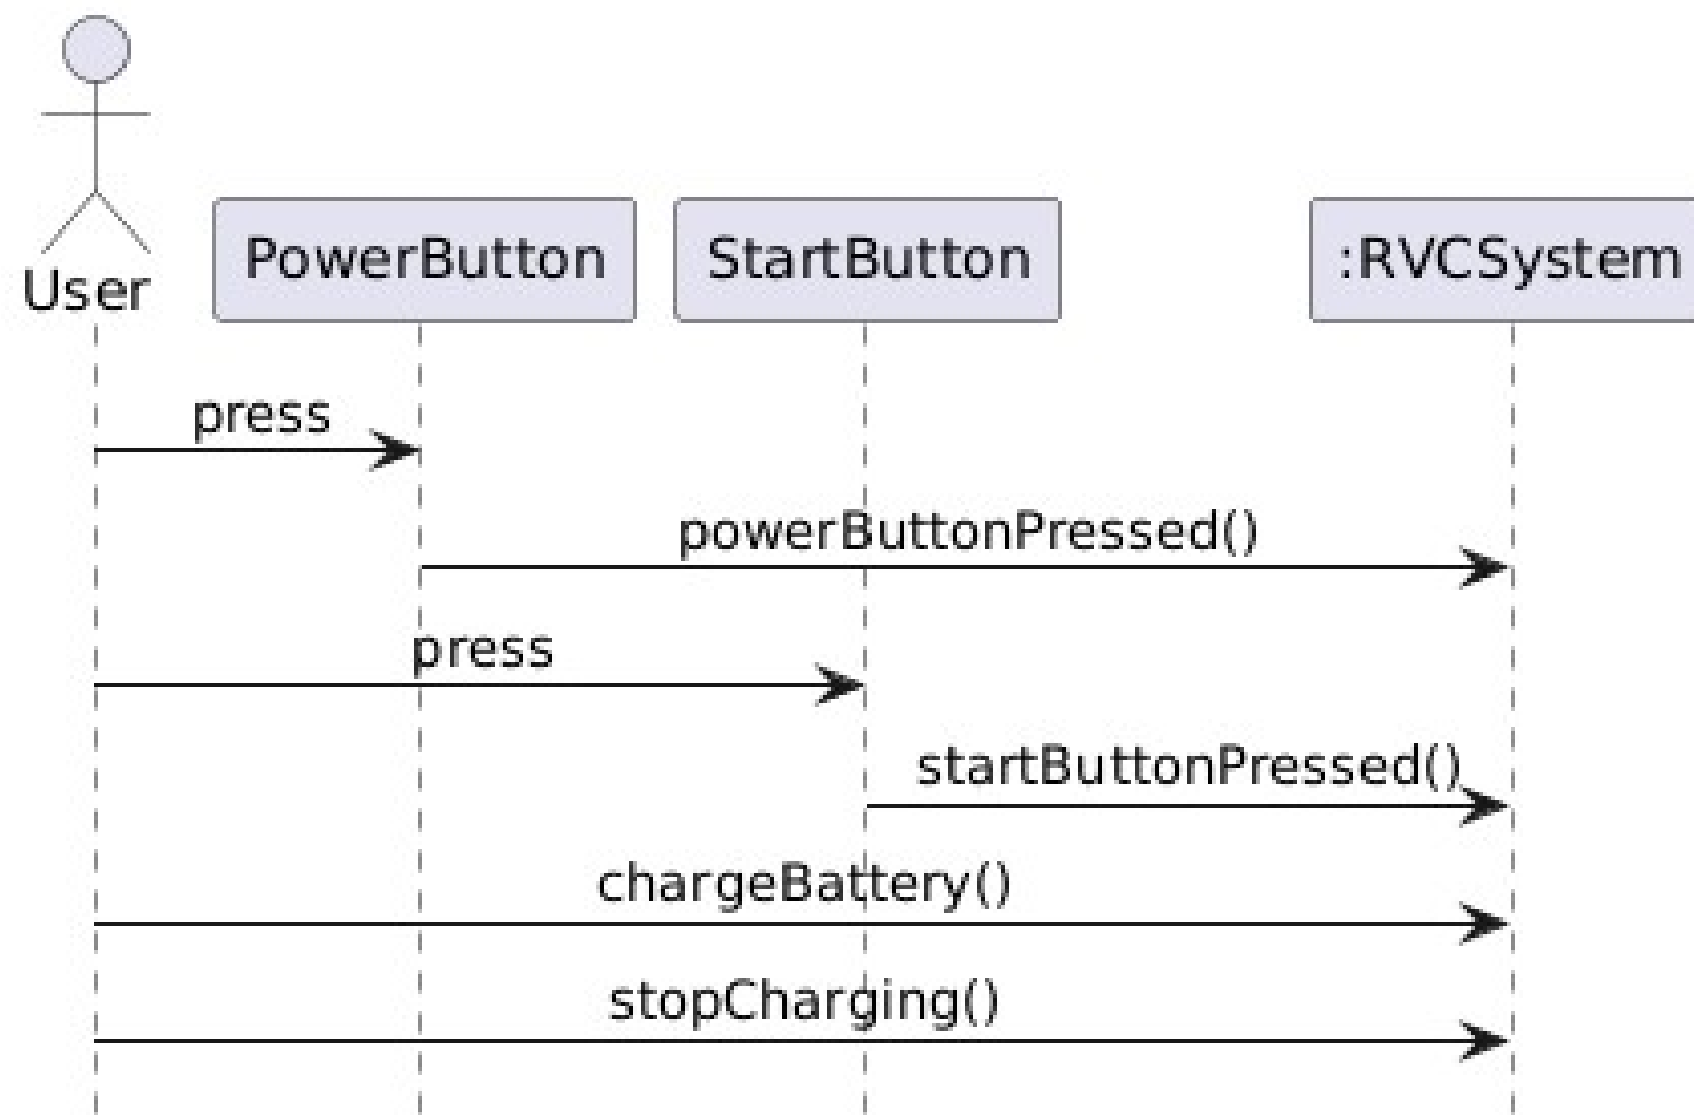 User
PowerButton
StartButton
:RVCSystem
press
powerButtonPressed()
press
startButtonPressed()
chargeBattery()
stopCharging()